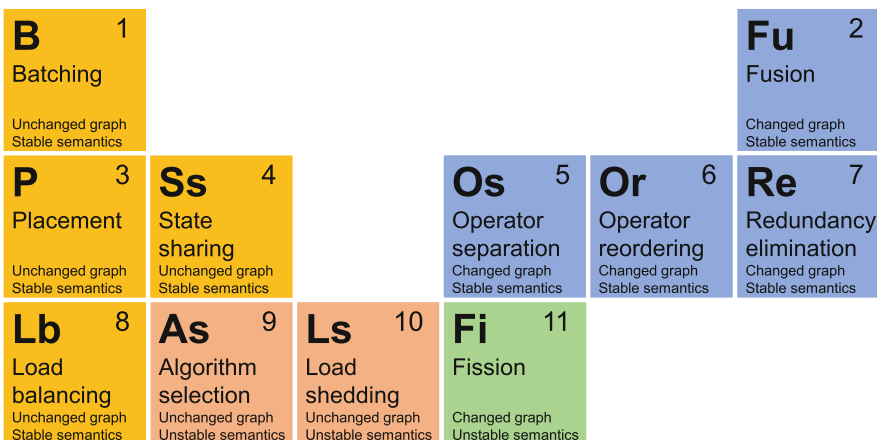 B 1
Batching
Unchanged graph
Stable semantics
Fu 2
Fusion
Changed graph
Stable semantics
P 3
Placement
Unchanged graph
Stable semantics
Ss 4
State
sharing
Unchanged graph
Stable semantics
Os 5
Operator
separation
Changed graph
Stable semantics
Or 6
Operator
reordering
Changed graph
Stable semantics
Re 7
Redundancy
elimination
Changed graph
Stable semantics
Lb 8
Load
balancing
Unchanged graph
Stable semantics
As 9
Algorithm
selection
Unchanged graph
Unstable semantics
Ls 10
Load
shedding
Unchanged graph
Unstable semantics
Fi 11
Fission
Changed graph
Unstable semantics